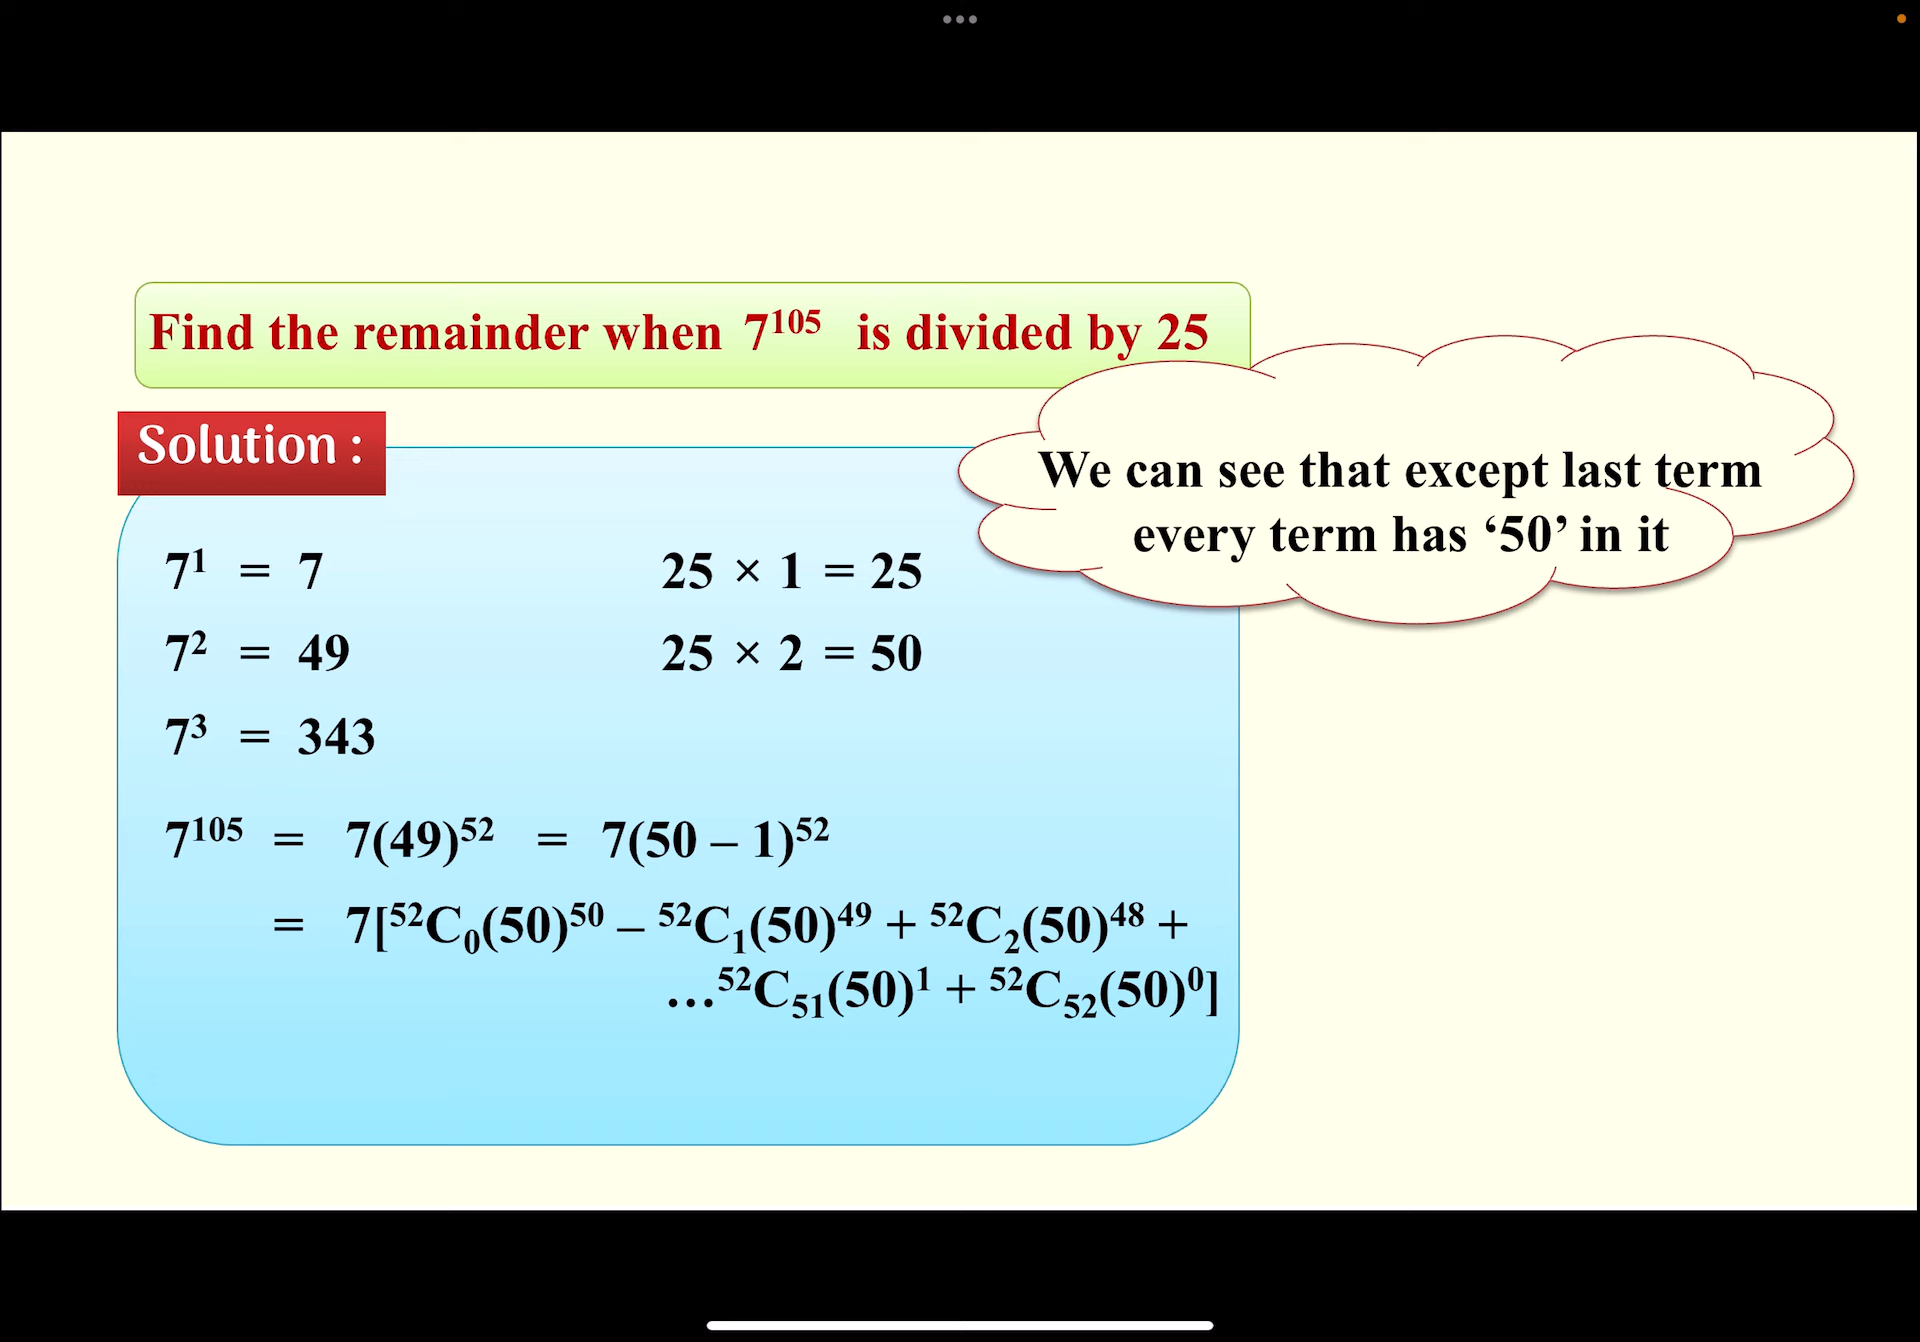 Find the remainder when 7¹⁰⁵ is divided by 25
Solution :
We can see that except last term
every term has ‘50’ in it
7¹ = 7 25 × 1 = 25
7² = 49 25 × 2 = 50
7³ = 343
7¹⁰⁵ = 7(49)⁵² = 7(50 – 1)⁵²
= 7[⁵²C₀(50)⁵⁰ – ⁵²C₁(50)⁴⁹ + ⁵²C₂(50)⁴⁸ +
...⁵²C₅₁(50)¹ + ⁵²C₅₂(50)⁰]